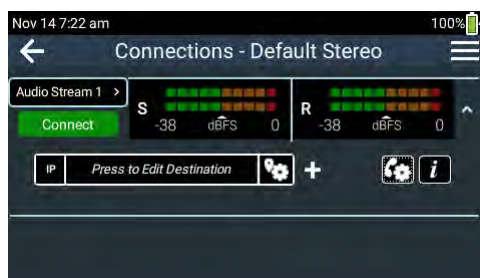 Nov 14 7:22 am 100%
Connections - Default Stereo
Audio Stream 1 >
Connect
S -38 dBFS 0
R -38 dBFS 0
IP Press to Edit Destination + i